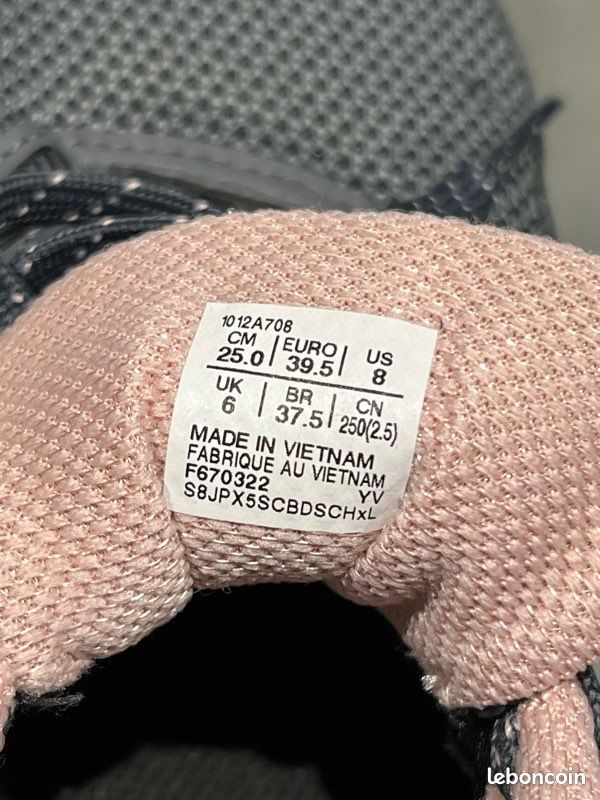 1012A708
CM 25.0 | EURO 39.5 | US 8
UK 6 | BR 37.5 | CN 250(2.5)
MADE IN VIETNAM
FABRIQUE AU VIETNAM
F670322 YV
S8JPX5SCBDSCHxL
leboncoin